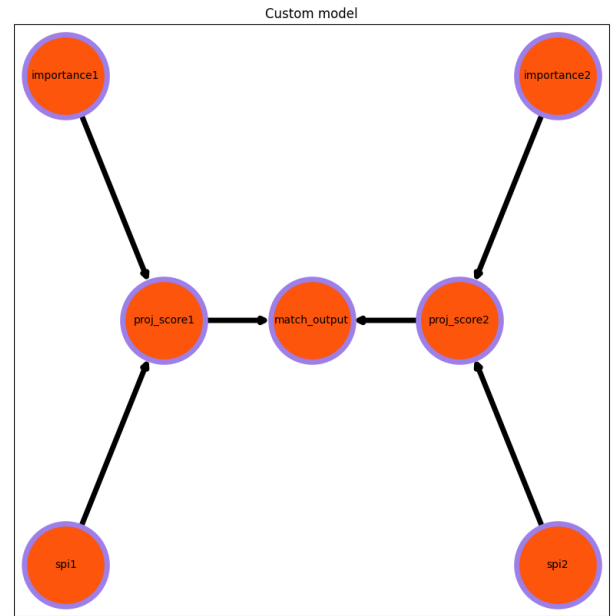 Custom model
importance1
importance2
proj_score1
match_output
proj_score2
spi1
spi2